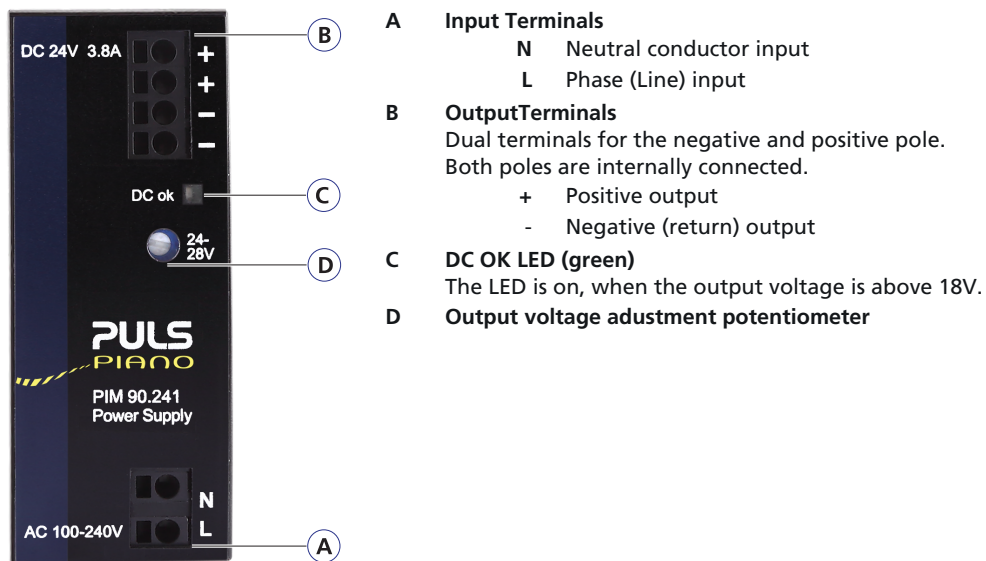 DC 24V 3.8A
+
+
–
–
B
DC ok
C
24-
28V
D
PULS
PIANO
PIM 90.241
Power Supply
N
AC 100-240V L
A
A Input Terminals
N Neutral conductor input
L Phase (Line) input
B OutputTerminals
Dual terminals for the negative and positive pole.
Both poles are internally connected.
+ Positive output
- Negative (return) output
C DC OK LED (green)
The LED is on, when the output voltage is above 18V.
D Output voltage adustment potentiometer